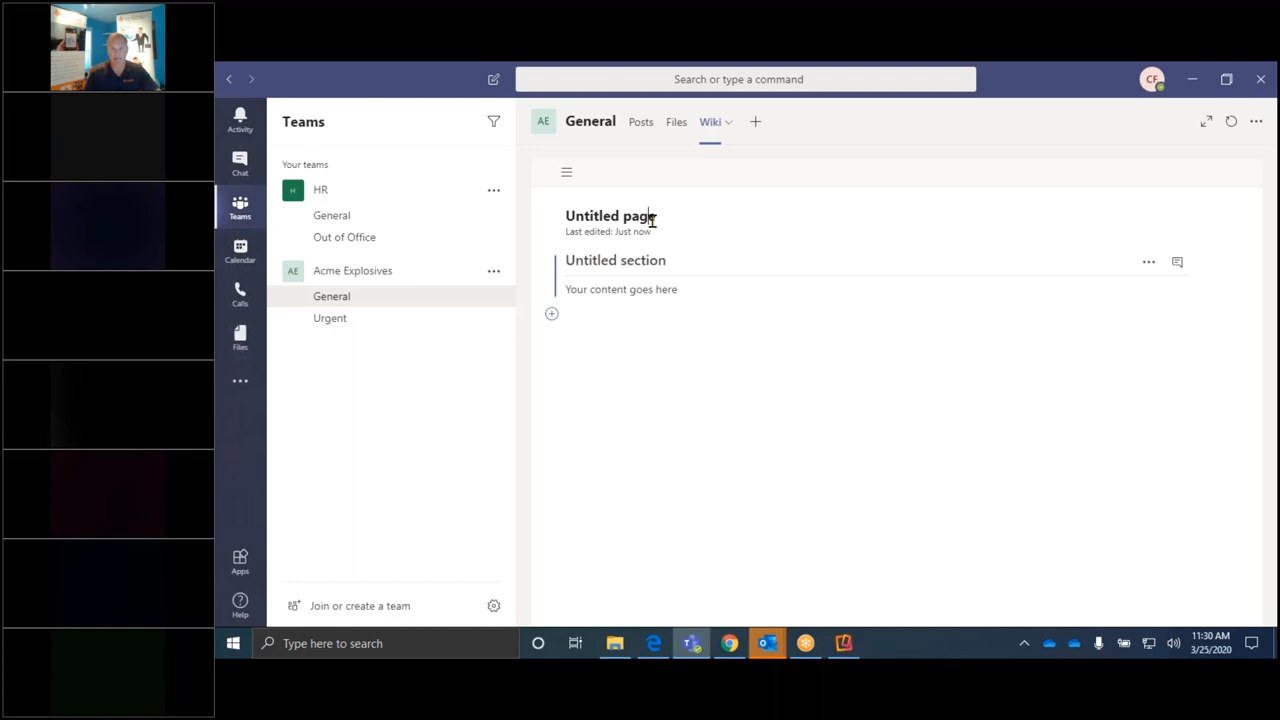 Search or type a command
CF
Activity
Chat
Teams
Calendar
Calls
Files
Apps
Help
Teams
Your teams
H
HR
General
Out of Office
AE
Acme Explosives
General
Urgent
Join or create a team
AE
General
Posts
Files
Wiki
Untitled page
Last edited: Just now
Untitled section
Your content goes here
Type here to search
11:30 AM
3/25/2020